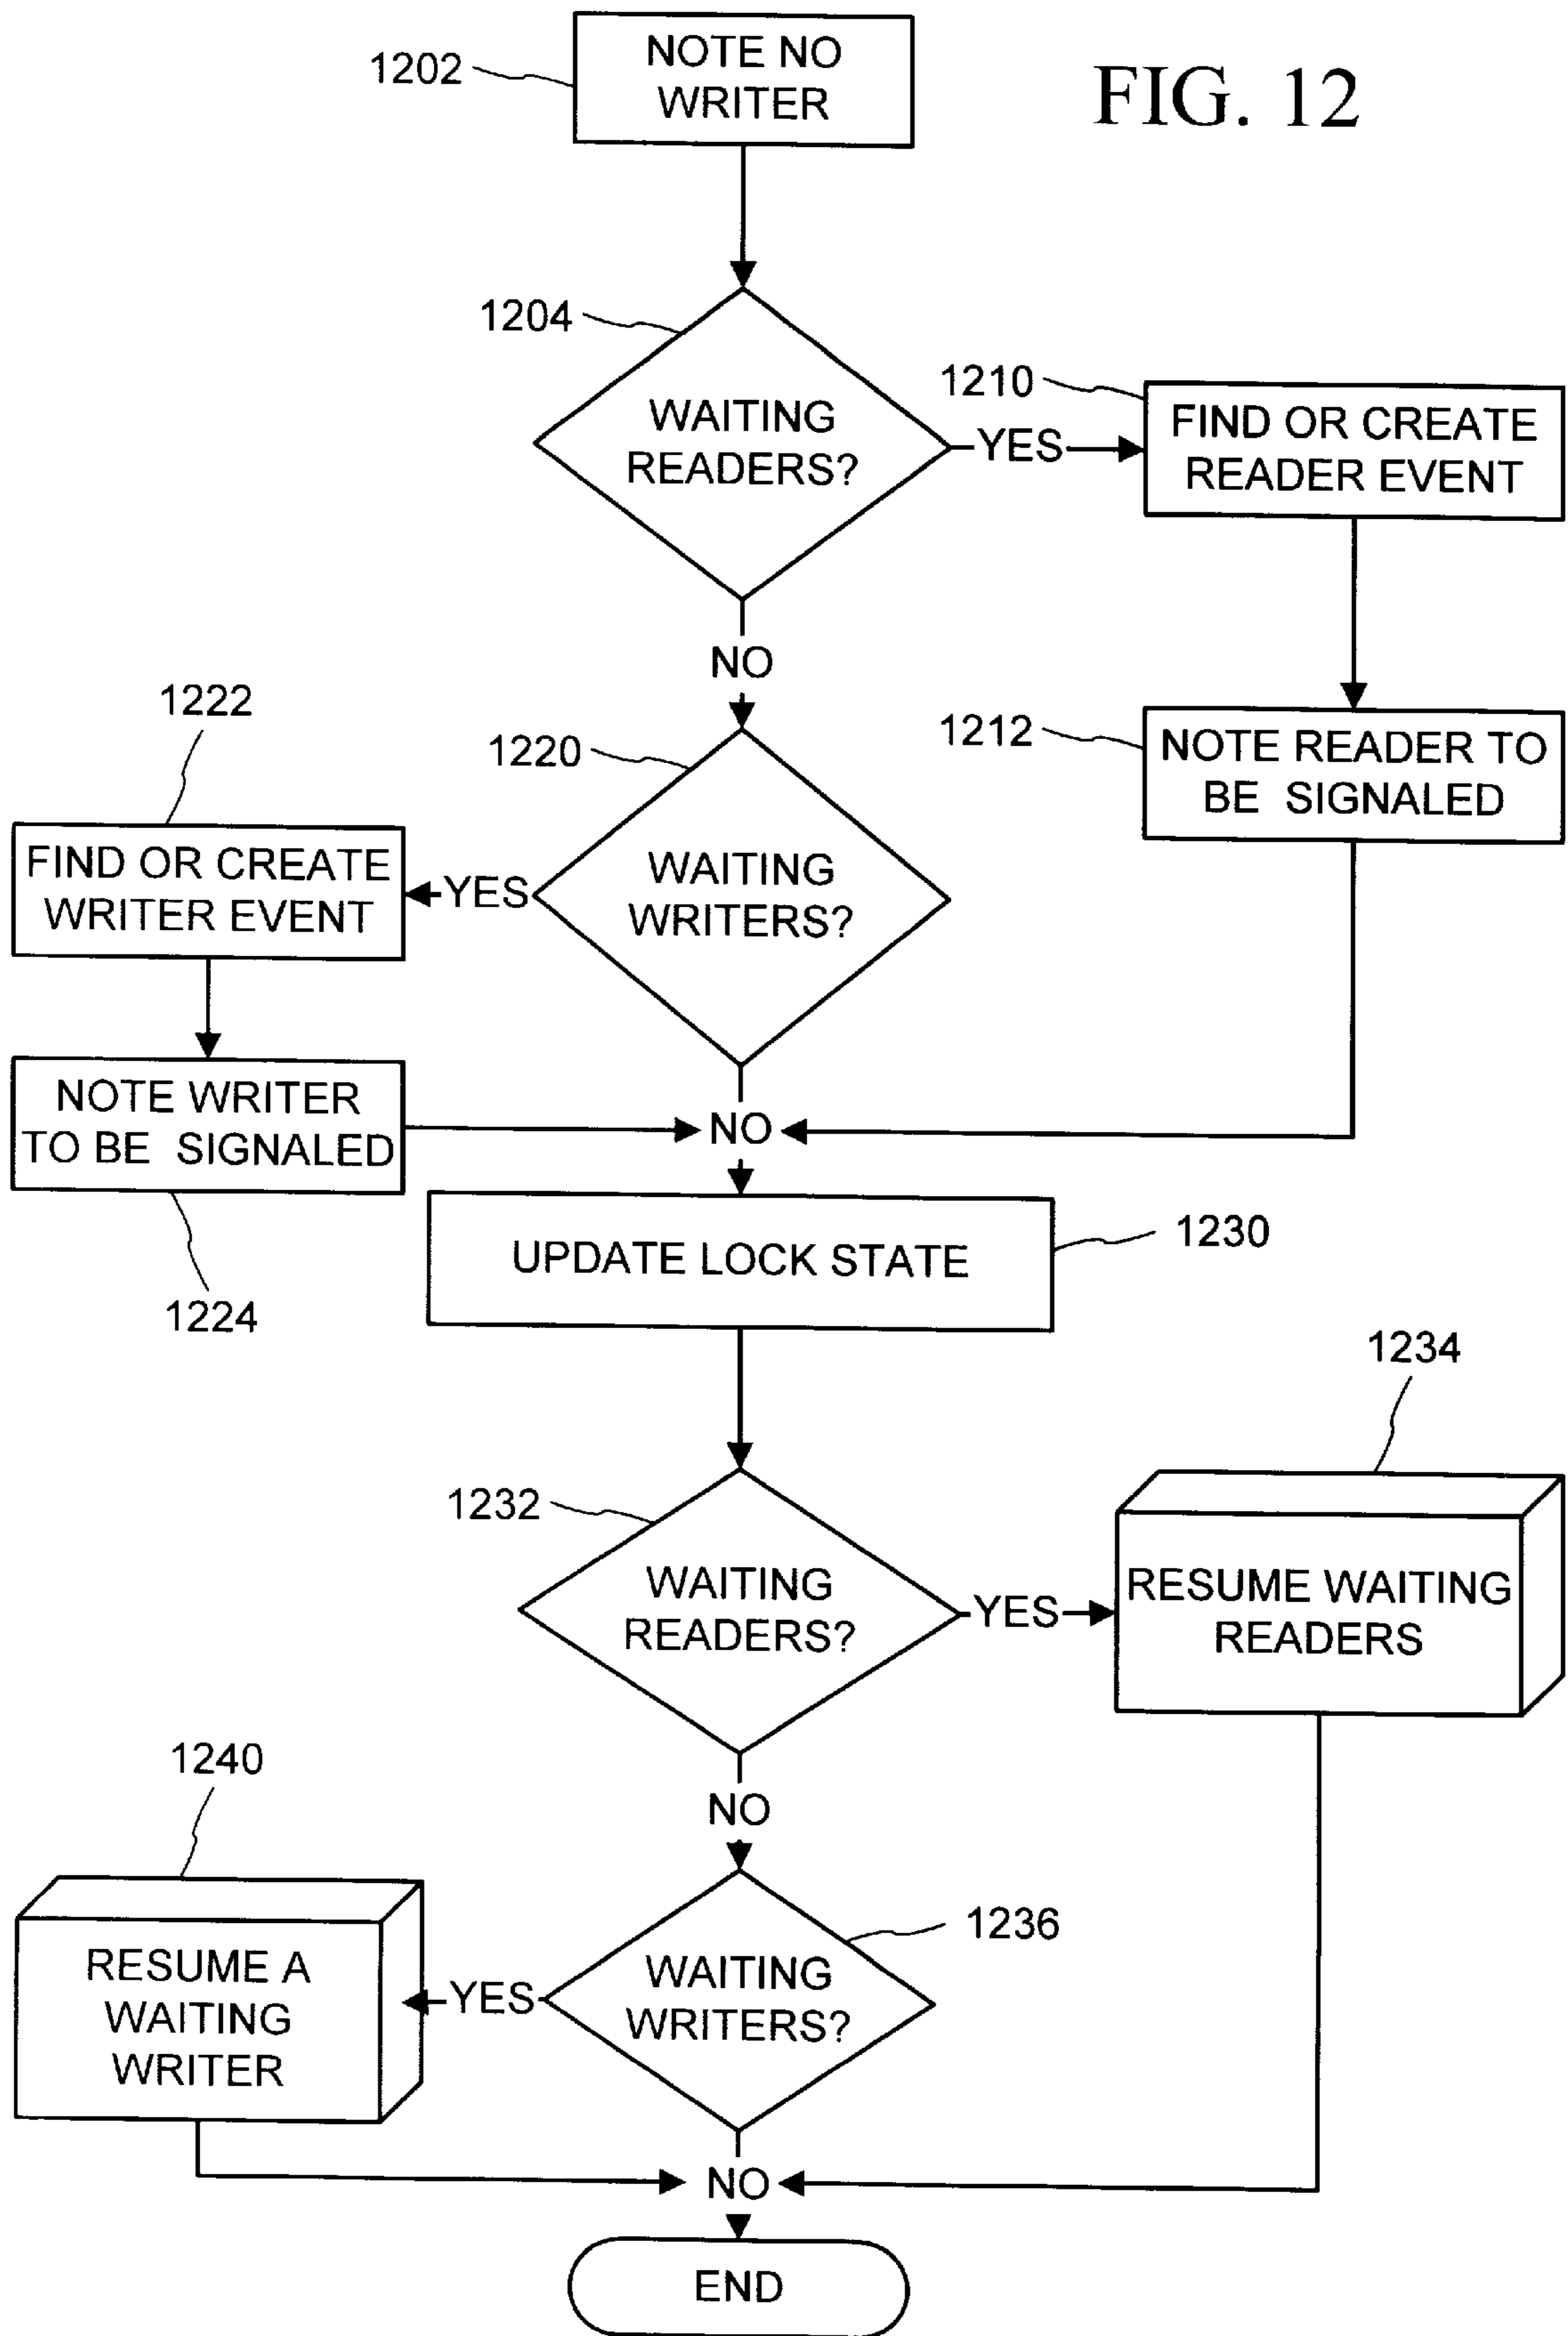 FIG. 12
1202
NOTE NO
WRITER
1204
WAITING
READERS?
YES
1210
FIND OR CREATE
READER EVENT
NO
1212
NOTE READER TO
BE SIGNALED
1220
WAITING
WRITERS?
YES
1222
FIND OR CREATE
WRITER EVENT
NOTE WRITER
TO BE SIGNALED
1224
NO
UPDATE LOCK STATE
1230
1232
WAITING
READERS?
YES
1234
RESUME WAITING
READERS
NO
1236
WAITING
WRITERS?
YES
1240
RESUME A
WAITING
WRITER
NO
END